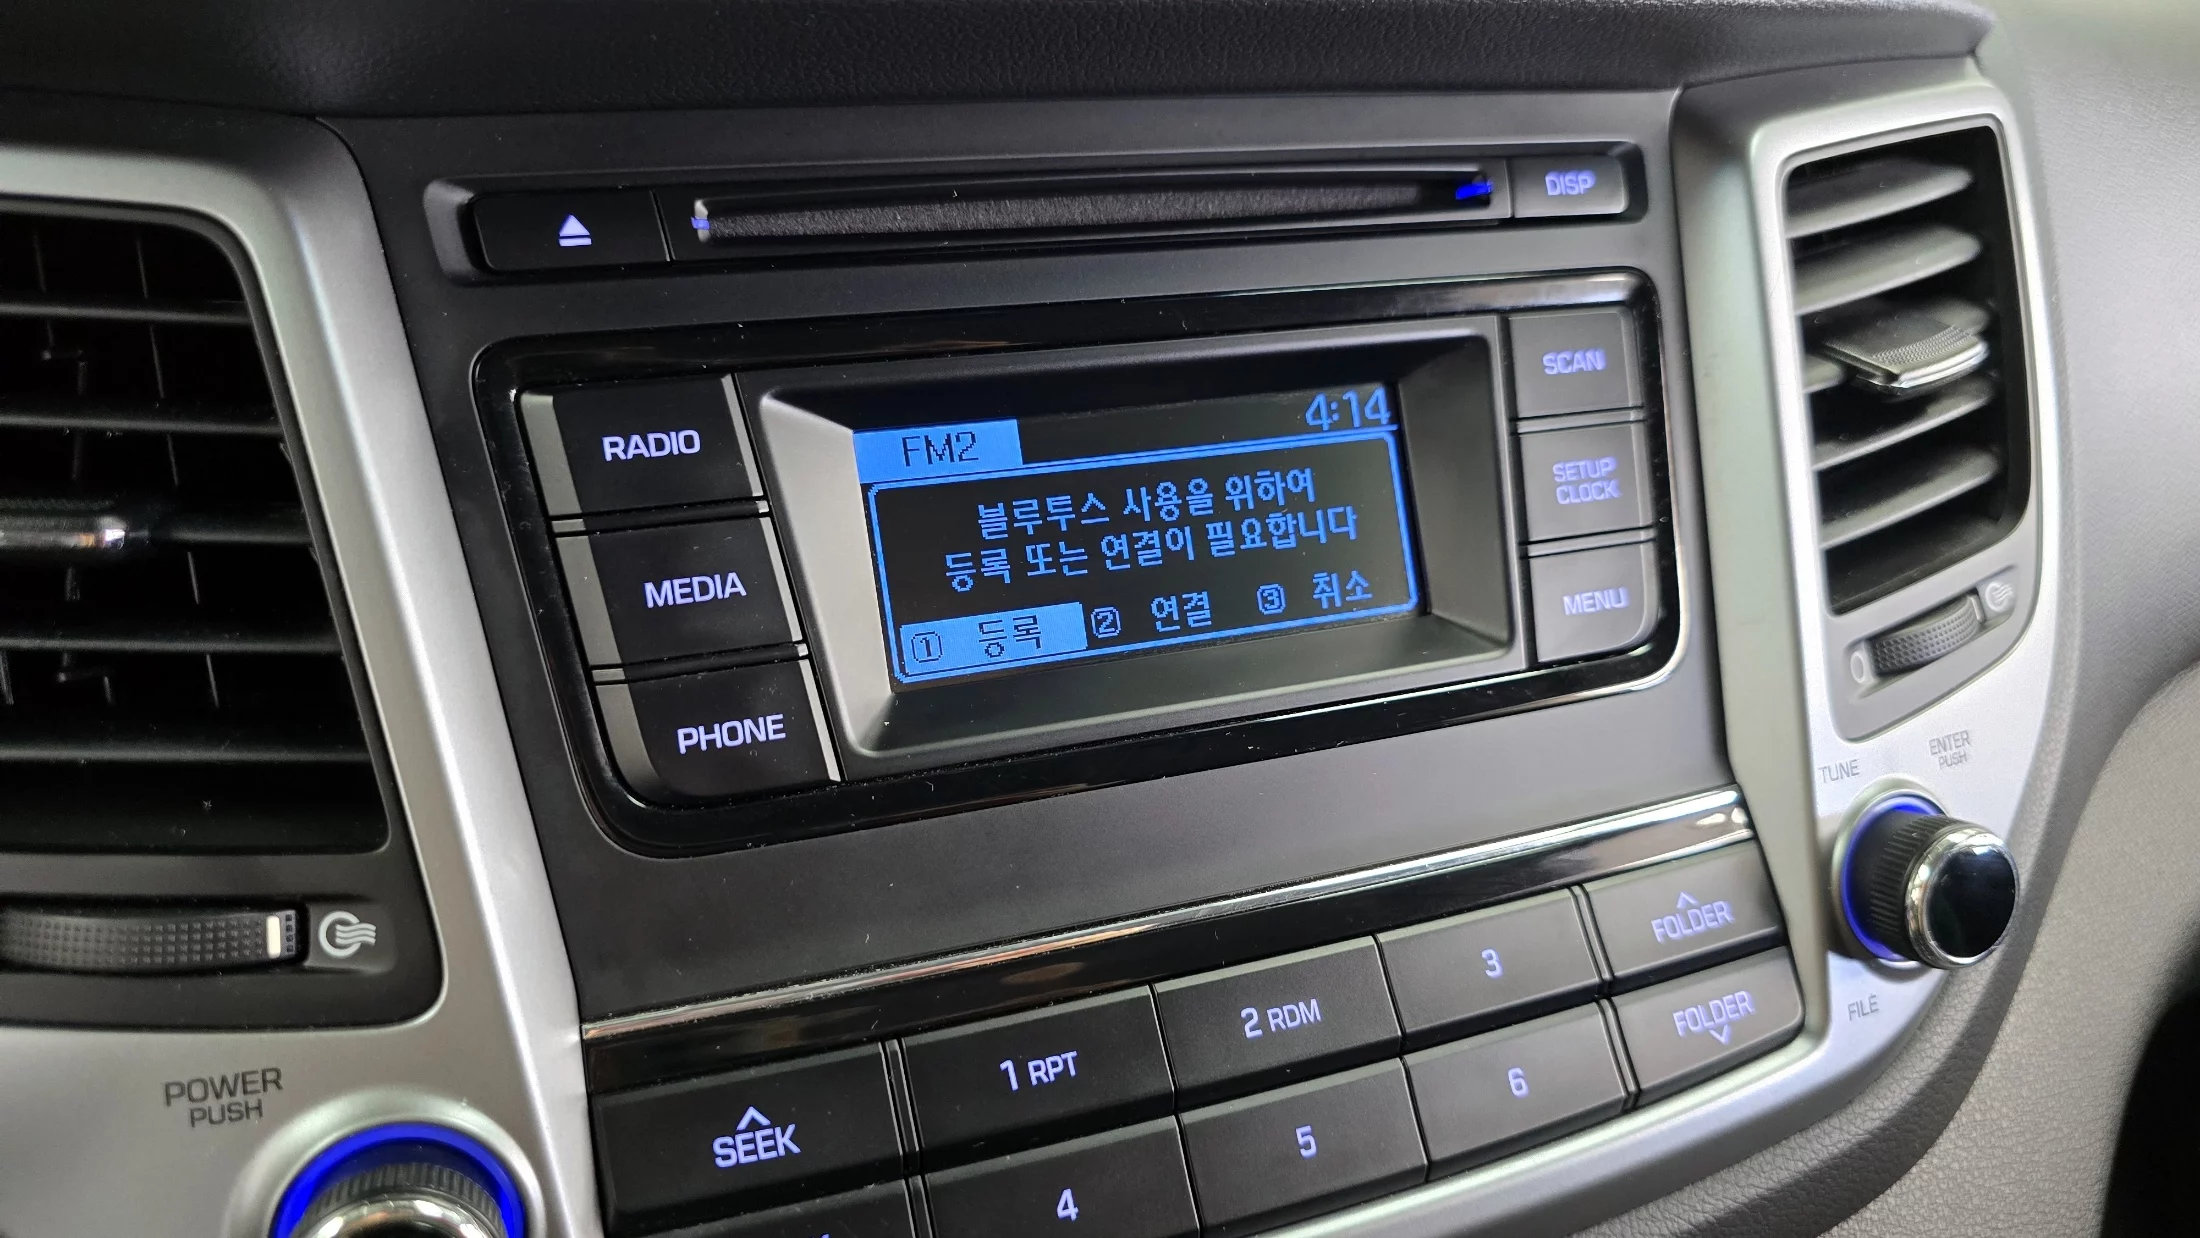 DISP
SCAN
RADIO
FM2 4:14
블루투스 사용을 위하여
등록 또는 연결이 필요합니다
① 등록 ② 연결 ③ 취소
SETUP
CLOCK
MEDIA
MENU
PHONE
ENTER
PUSH
TUNE
FOLDER
3
2 RDM
1 RPT
FILE
FOLDER
6
POWER
PUSH
SEEK
5
4